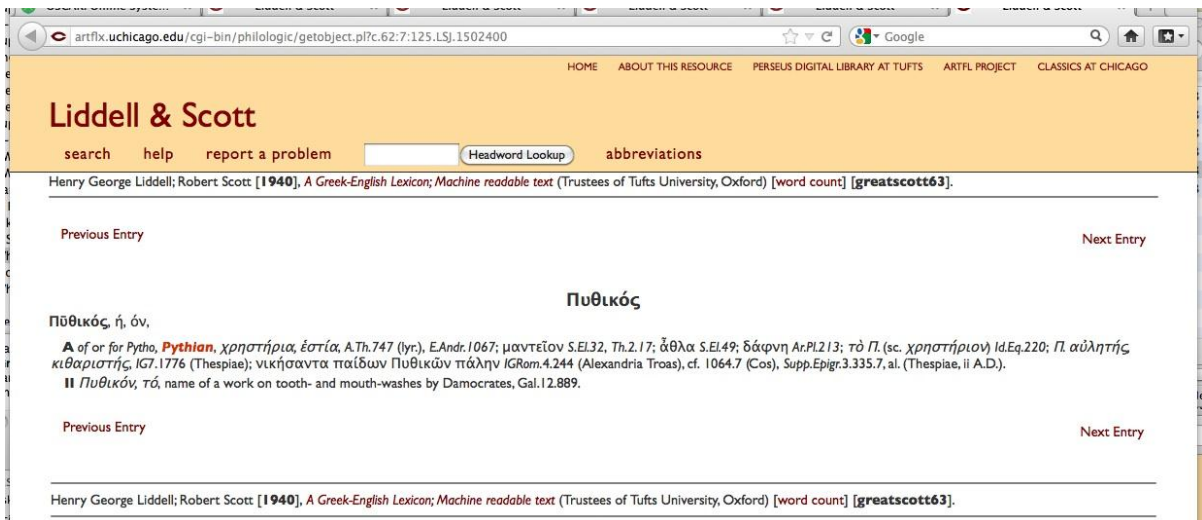 Liddell & Scott
artflx.uchicago.edu/cgi-bin/philologic/getobject.pl?c.62:7:125.LSJ.1502400
Google
HOME ABOUT THIS RESOURCE PERSEUS DIGITAL LIBRARY AT TUFTS ARTFL PROJECT CLASSICS AT CHICAGO
Liddell & Scott
search help report a problem Headword Lookup abbreviations
Henry George Liddell; Robert Scott [1940], A Greek-English Lexicon; Machine readable text (Trustees of Tufts University, Oxford) [word count] [greatscott63].
Previous Entry
Next Entry
Πυθικός
Πῡθικός, ή, όν,
A of or for Pytho, Pythian, χρηστήρια, ἑστία, A.Th.747 (lyr.), E.Andr.1067; μαντεῖον S.El.32, Th.2.17; ἆθλα S.El.49; δάφνη Ar.Pl.213; τὸ Π. (sc. χρηστήριον) Id.Eq.220; Π. αὐλητής,
κιθαριστής, IG7.1776 (Thespiae); νικήσαντα παίδων Πυθικῶν πάλην IGRom.4.244 (Alexandria Troas), cf. 1064.7 (Cos), Supp.Epigr.3.335.7, al. (Thespiae, ii A.D.).
II Πυθικόν, τό, name of a work on tooth- and mouth-washes by Damocrates, Gal.12.889.
Previous Entry
Next Entry
Henry George Liddell; Robert Scott [1940], A Greek-English Lexicon; Machine readable text (Trustees of Tufts University, Oxford) [word count] [greatscott63].